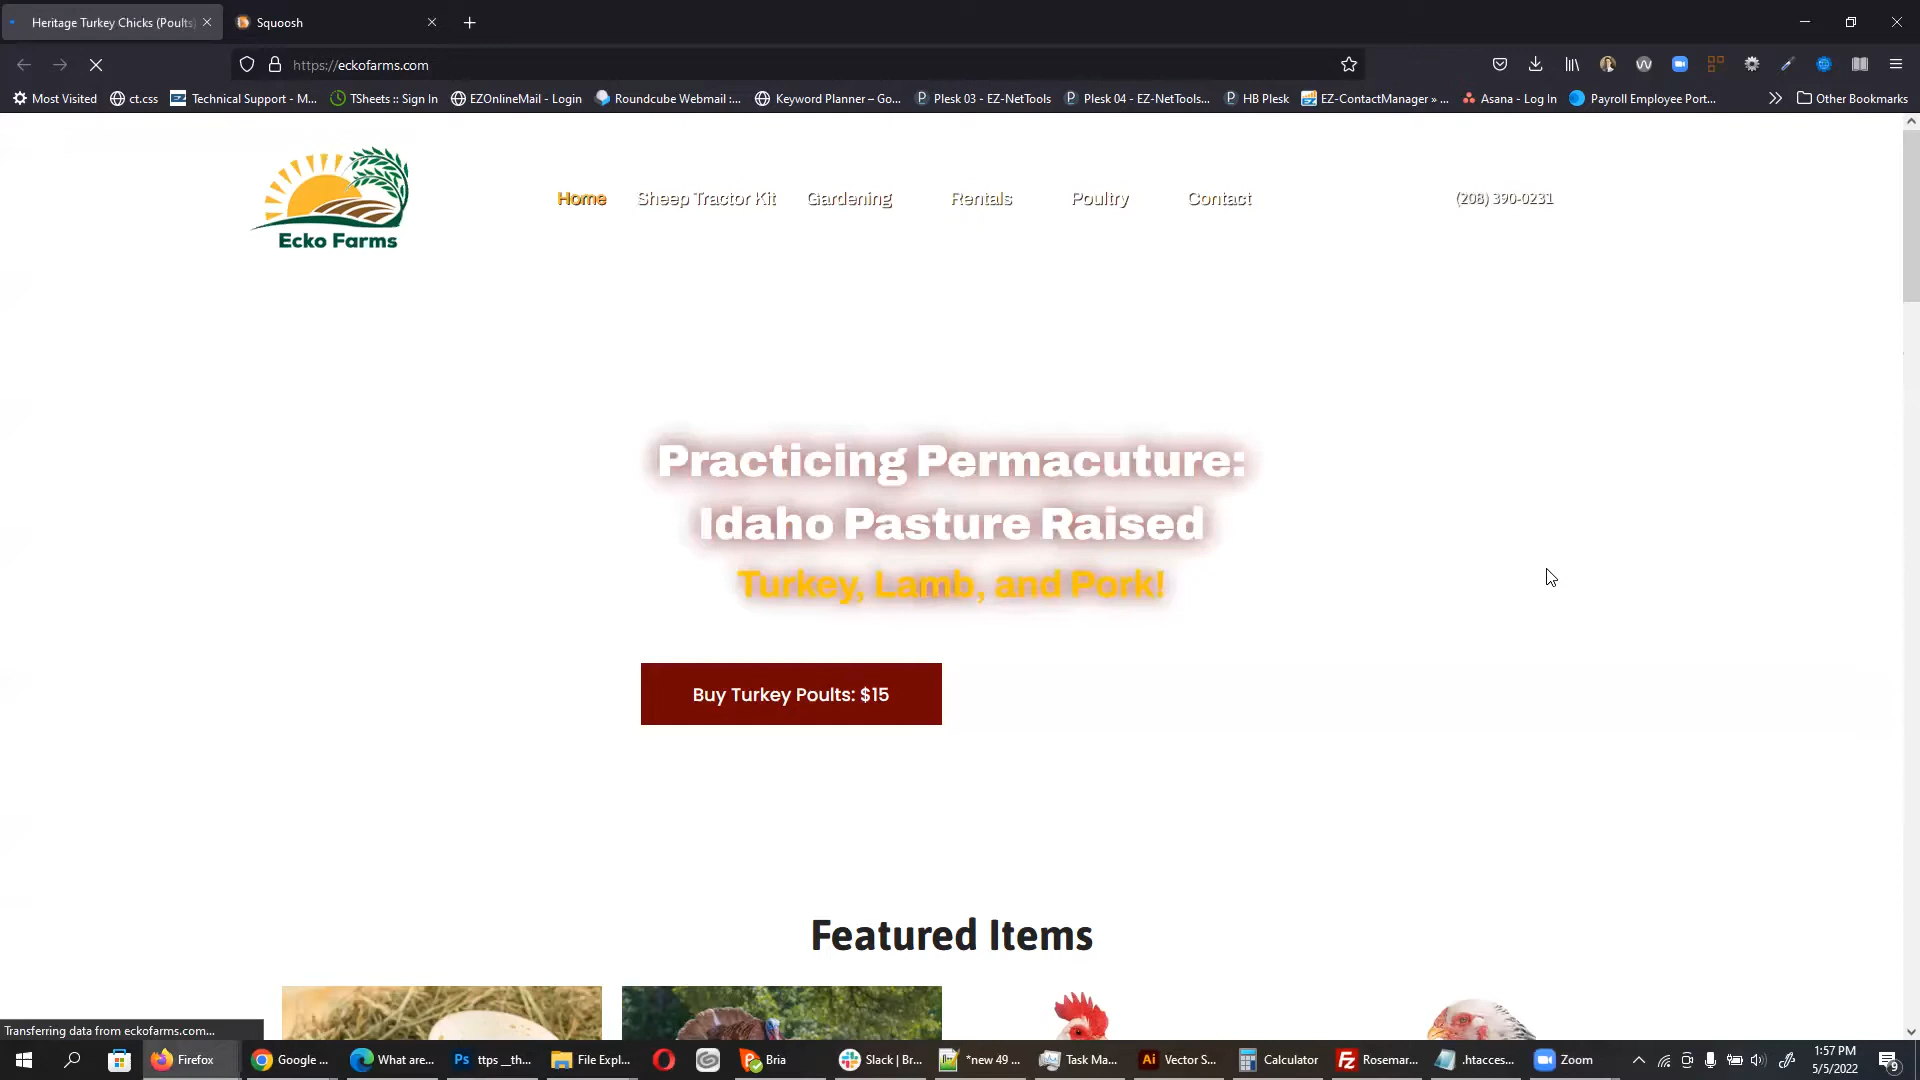 Heritage Turkey Chicks (Poults)
Squoosh
https://eckofarms.com
Most Visited
ct.css
Technical Support - M...
TSheets :: Sign In
EZOnlineMail - Login
Roundcube Webmail :...
Keyword Planner – Go...
Plesk 03 - EZ-NetTools
Plesk 04 - EZ-NetTools...
HB Plesk
EZ-ContactManager » ...
Asana - Log In
Payroll Employee Port...
Other Bookmarks
Ecko Farms
Home
Sheep Tractor Kit
Gardening
Rentals
Poultry
Contact
(208) 390-0231
Practicing Permacuture:
Idaho Pasture Raised
Turkey, Lamb, and Pork!
Buy Turkey Poults: $15
Featured Items
Transferring data from eckofarms.com...
Firefox
Google ...
What are...
Ps
ttps __th...
File Expl...
Bria
Slack | Br...
*new 49 ...
Task Ma...
Ai
Vector S...
Calculator
Fz
Rosemar...
.htacces...
Zoom
1:57 PM
5/5/2022
9